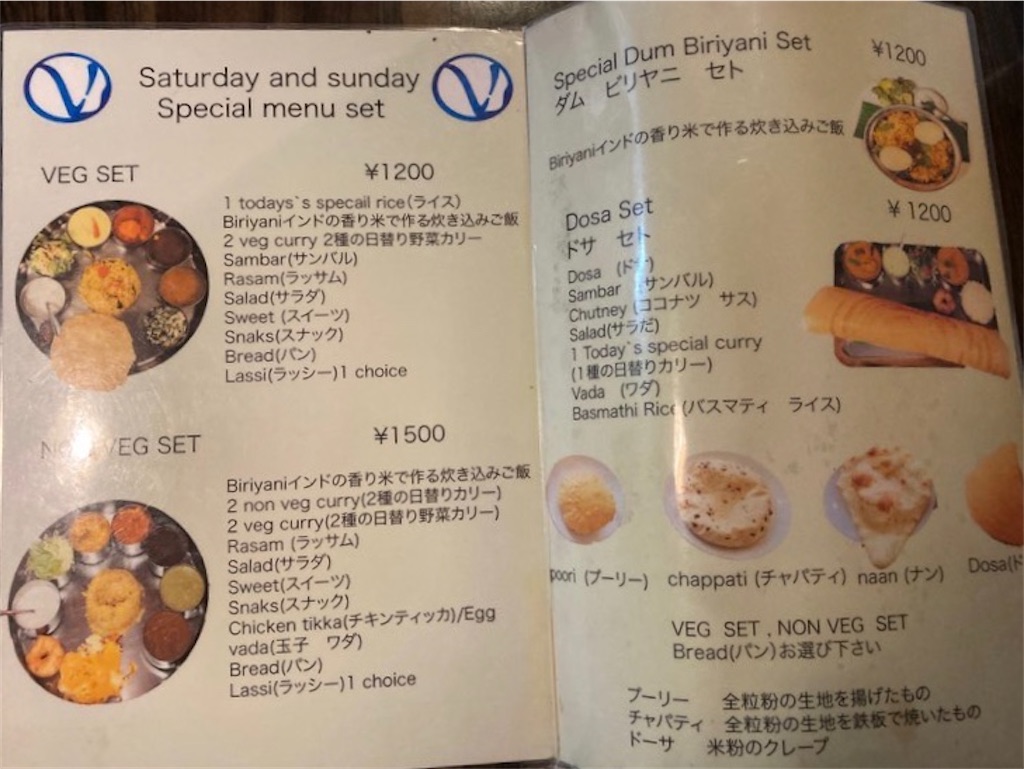 Saturday and sunday
Special menu set
VEG SET ¥1200
1 todays`s specail rice(ライス)
Biriyaniインドの香り米で作る炊き込みご飯
2 veg curry 2種の日替り野菜カリー
Sambar(サンバル)
Rasam(ラッサム)
Salad(サラダ)
Sweet (スイーツ)
Snaks(スナック)
Bread(パン)
Lassi(ラッシー)1 choice
NON VEG SET ¥1500
Biriyaniインドの香り米で作る炊き込みご飯
2 non veg curry(2種の日替りカリー)
2 veg curry(2種の日替り野菜カリー)
Rasam (ラッサム)
Salad(サラダ)
Sweet(スイーツ)
Snaks(スナック)
Chicken tikka(チキンティッカ)/Egg
vada(玉子 ワダ)
Bread(パン)
Lassi(ラッシー)1 choice
Special Dum Biriyani Set ¥1200
ダム ビリヤニ セト
Biriyaniインドの香り米で作る炊き込みご飯
Dosa Set ¥1200
ドサ セト
Dosa (ドサ)
Sambar (サンバル)
Chutney (ココナツ サス)
Salad(サラだ)
1 Today`s special curry
(1種の日替りカリー)
Vada (ワダ)
Basmathi Rice(バスマティ ライス)
poori (プーリー) chappati (チャパティ) naan (ナン) Dosa(ド
VEG SET , NON VEG SET
Bread(パン)お選び下さい
プーリー 全粒粉の生地を揚げたもの
チャパティ 全粒粉の生地を鉄板で焼いたもの
ドーサ 米粉のクレープ